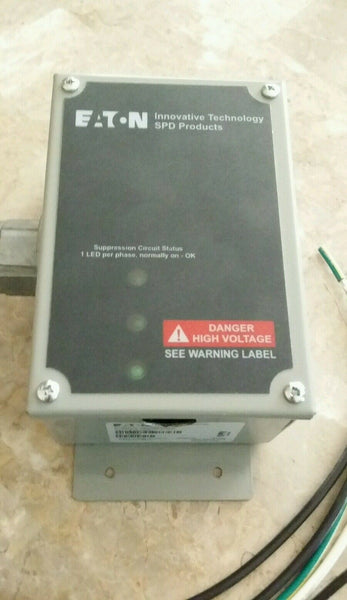 EATON Innovative Technology
SPD Products
Suppression Circuit Status
1 LED per phase, normally on - OK
DANGER
HIGH VOLTAGE
SEE WARNING LABEL